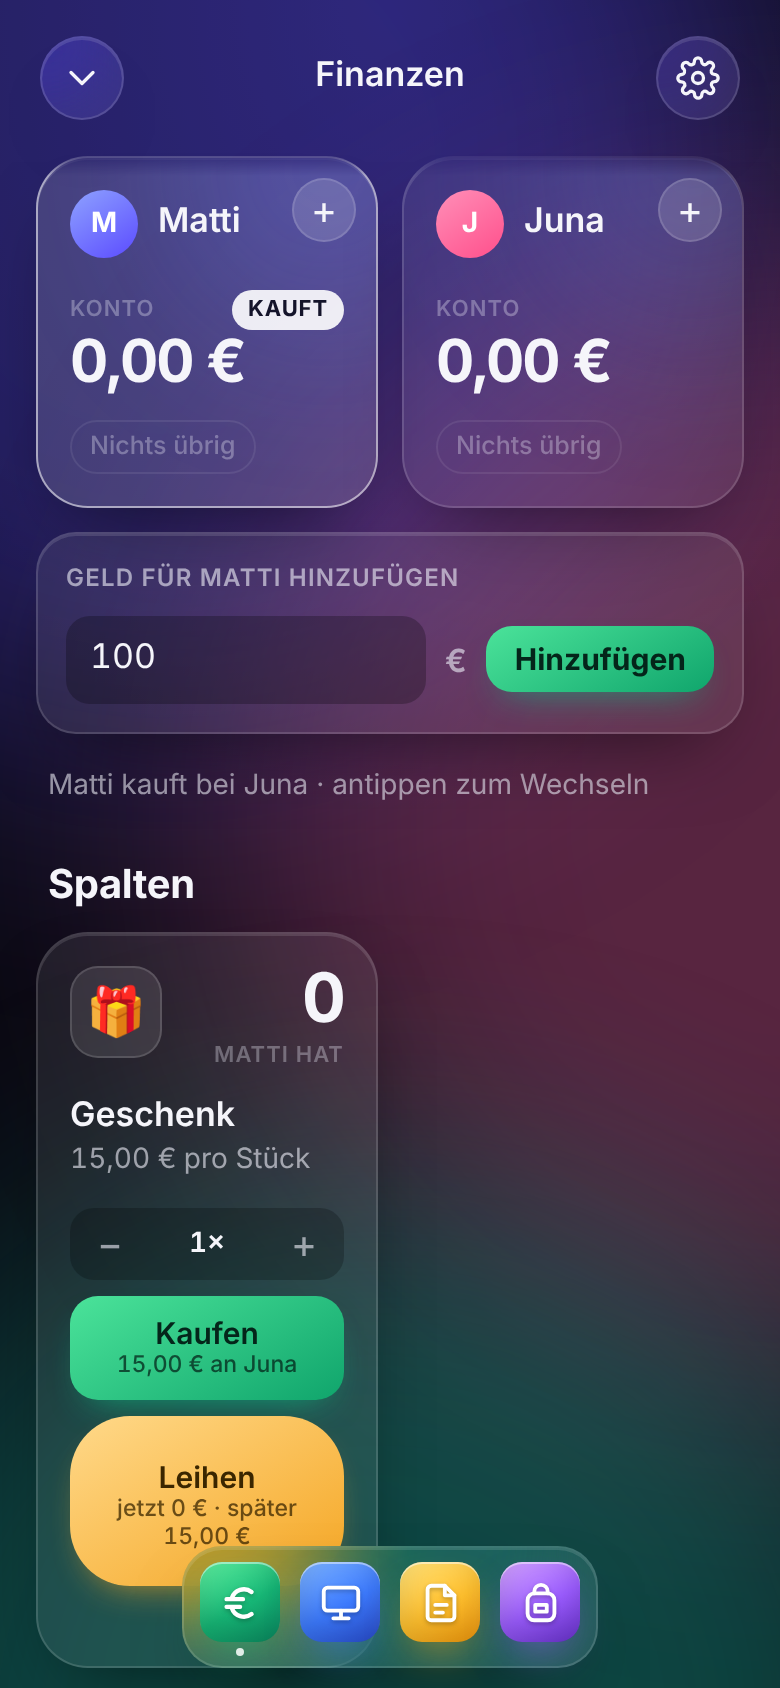 Finanzen
M Matti +
KONTO KAUFT
0,00 €
Nichts übrig
J Juna +
KONTO
0,00 €
Nichts übrig
GELD FÜR MATTI HINZUFÜGEN
100 € Hinzufügen
Matti kauft bei Juna · antippen zum Wechseln
Spalten
0
MATTI HAT
Geschenk
15,00 € pro Stück
− 1× +
Kaufen
15,00 € an Juna
Leihen
jetzt 0 € · später
15,00 €
€